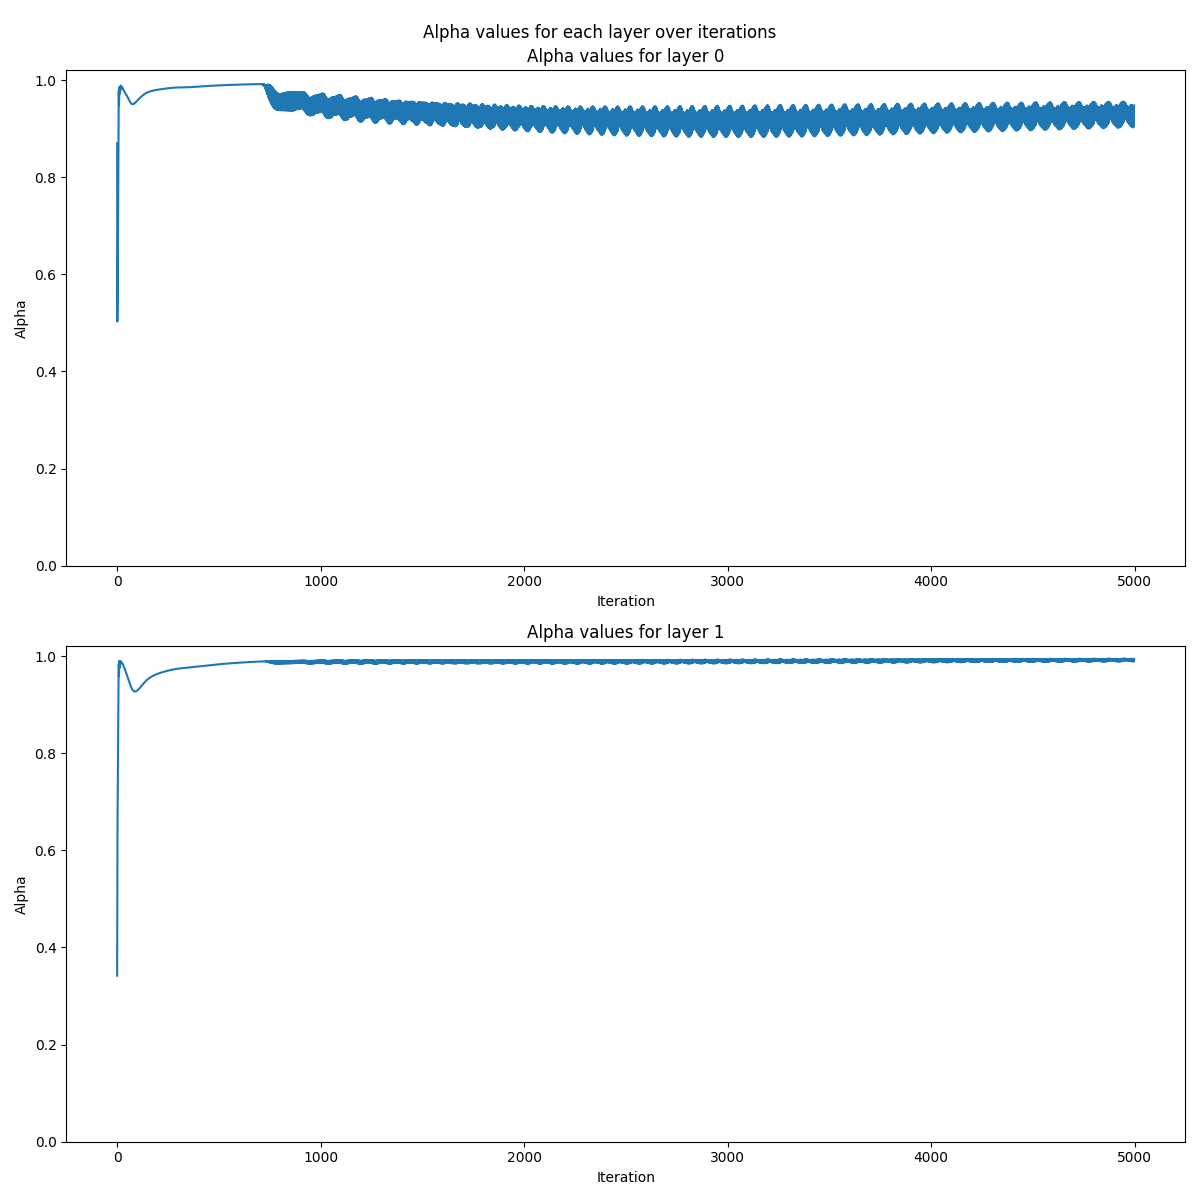 Alpha values for each layer over iterations
Alpha values for layer 0
1.0
0.8
0.6
0.4
0.2
0.0
Alpha
0 1000 2000 3000 4000 5000
Iteration
Alpha values for layer 1
1.0
0.8
0.6
0.4
0.2
0.0
Alpha
0 1000 2000 3000 4000 5000
Iteration